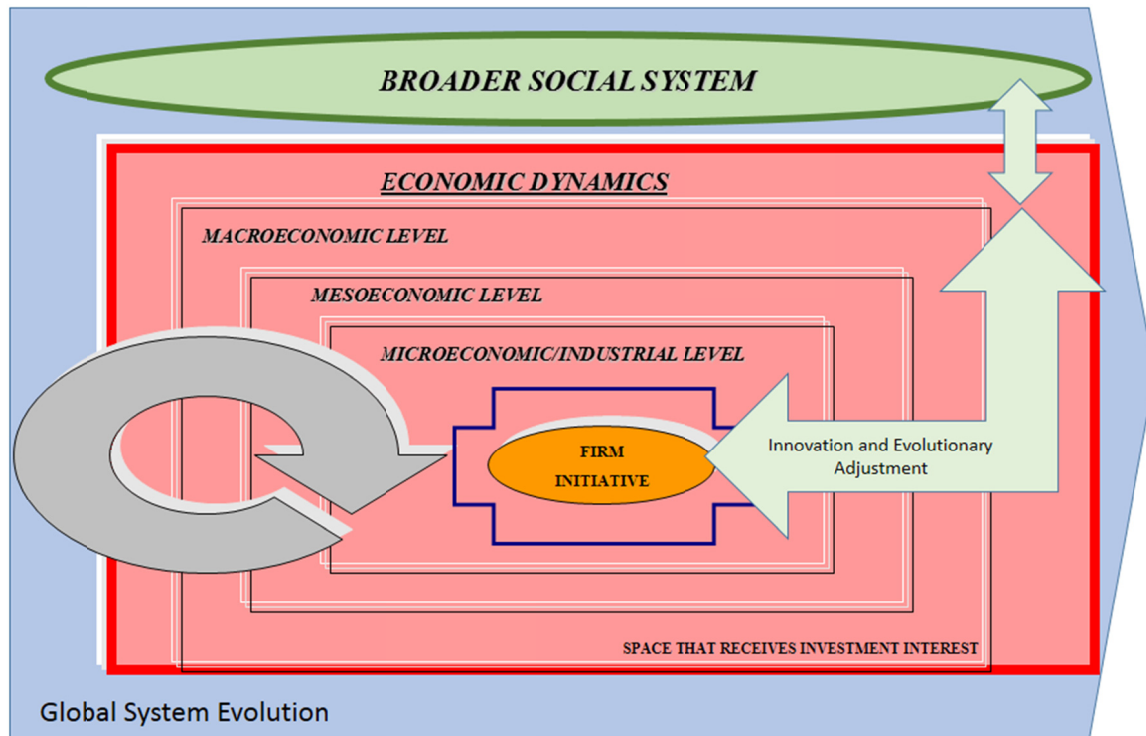 BROADER SOCIAL SYSTEM
ECONOMIC DYNAMICS
MACROECONOMIC LEVEL
MESOECONOMIC LEVEL
MICROECONOMIC/INDUSTRIAL LEVEL
FIRM
INITIATIVE
Innovation and Evolutionary
Adjustment
SPACE THAT RECEIVES INVESTMENT INTEREST
Global System Evolution